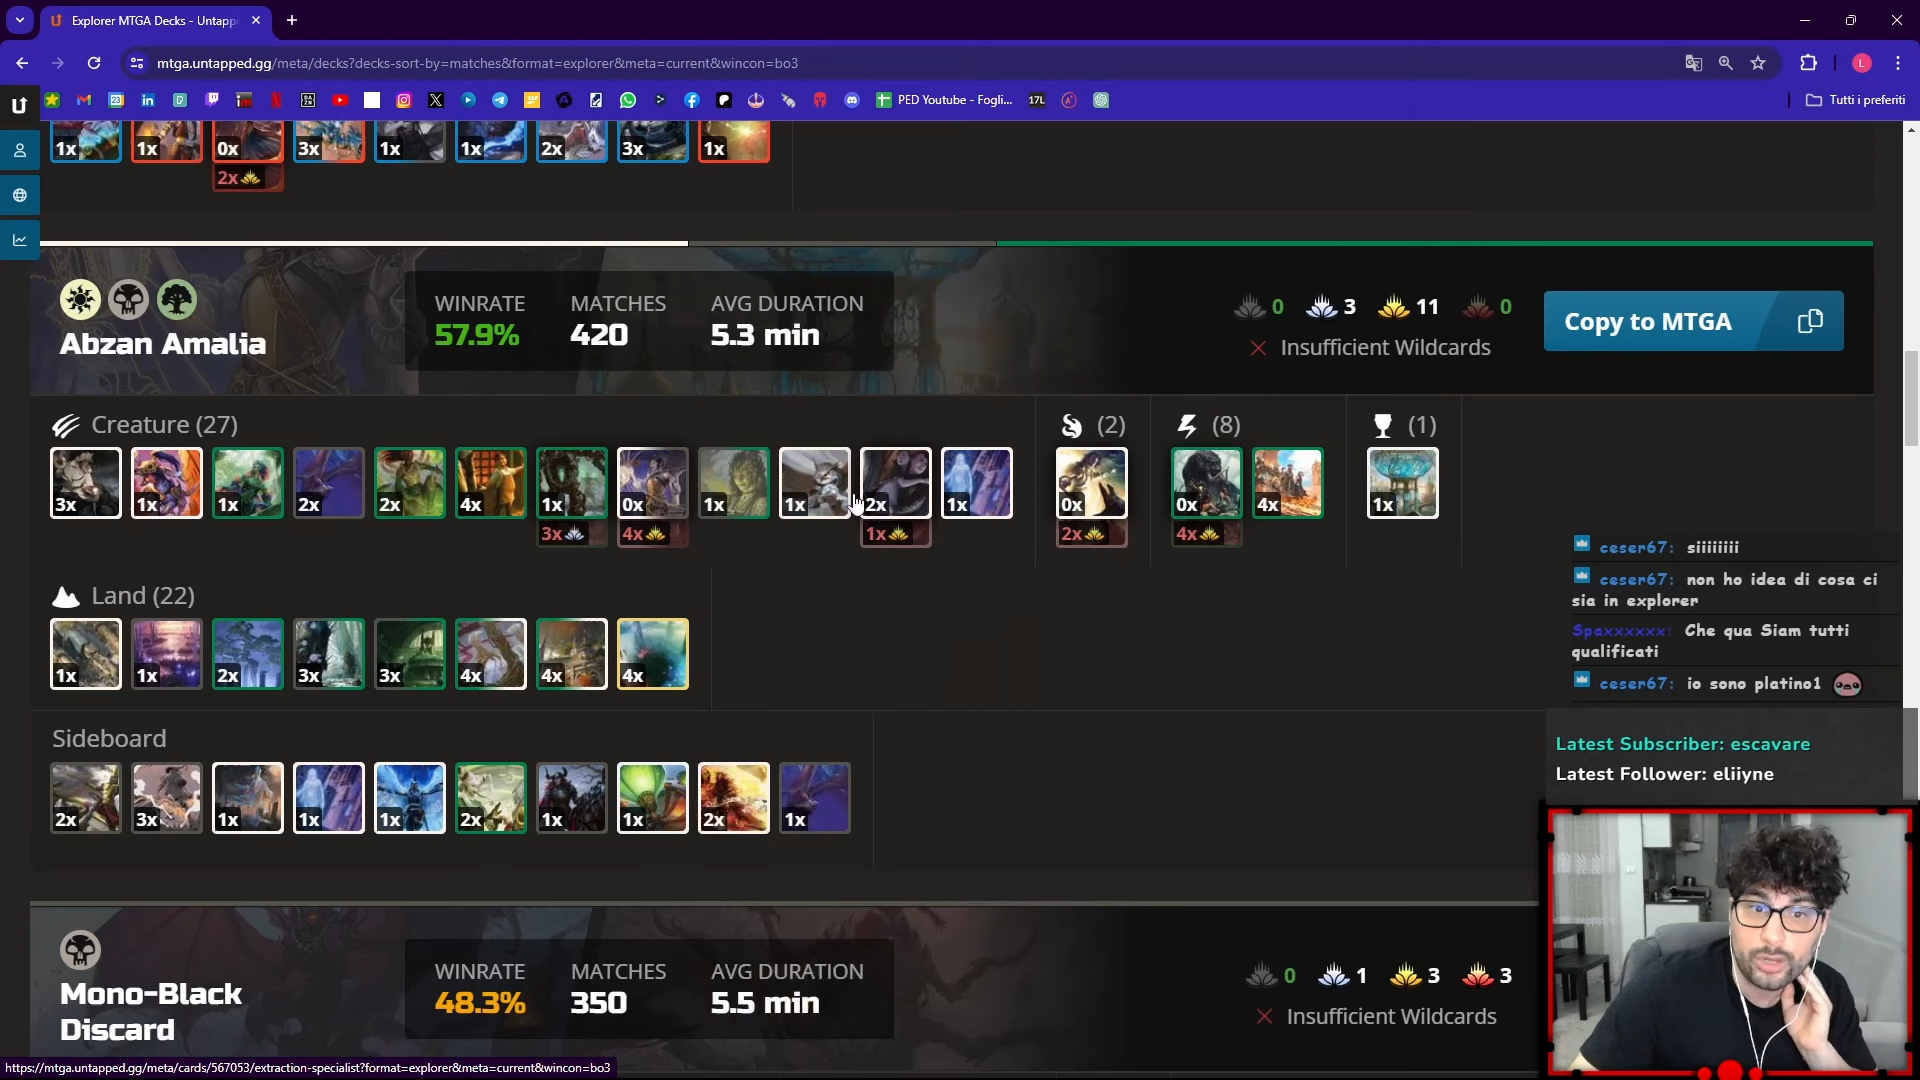 Explorer MTGA Decks - Untapp
mtga.untapped.gg/meta/decks?decks-sort-by=matches&format=explorer&meta=current&wincon=bo3
L
PED Youtube - Fogli...
17L
Tutti i preferiti
1x 1x 0x 3x 1x 1x 2x 3x 1x
2x
WINRATE MATCHES AVG DURATION
57.9% 420 5.3 min
Abzan Amalia
0 3 11 0
Insufficient Wildcards
Copy to MTGA
Creature (27) (2) (8) (1)
3x 1x 1x 2x 2x 4x 1x 0x 1x 1x 2x 1x 0x 0x 4x 1x
3x 4x 1x 2x 4x
Land (22)
1x 1x 2x 3x 3x 4x 4x 4x
Sideboard
2x 3x 1x 1x 1x 2x 1x 1x 2x 1x
ceser67: siiiiiiii
ceser67: non ho idea di cosa ci
sia in explorer
Spaxxxxxx: Che qua Siam tutti
qualificati
ceser67: io sono platino1
Latest Subscriber: escavare
Latest Follower: eliiyne
Mono-Black
Discard
WINRATE MATCHES AVG DURATION
48.3% 350 5.5 min
0 1 3 3
Insufficient Wildcards
https://mtga.untapped.gg/meta/cards/567053/extraction-specialist?format=explorer&meta=current&wincon=bo3